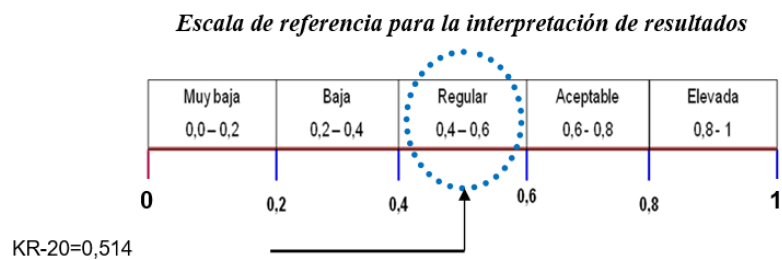 Escala de referencia para la interpretación de resultados
Muy baja Baja Regular Aceptable Elevada
0,0 – 0,2 0,2 – 0,4 0,4 – 0,6 0,6 - 0,8 0,8 - 1
0 0,2 0,4 0,6 0,8 1
KR-20=0,514